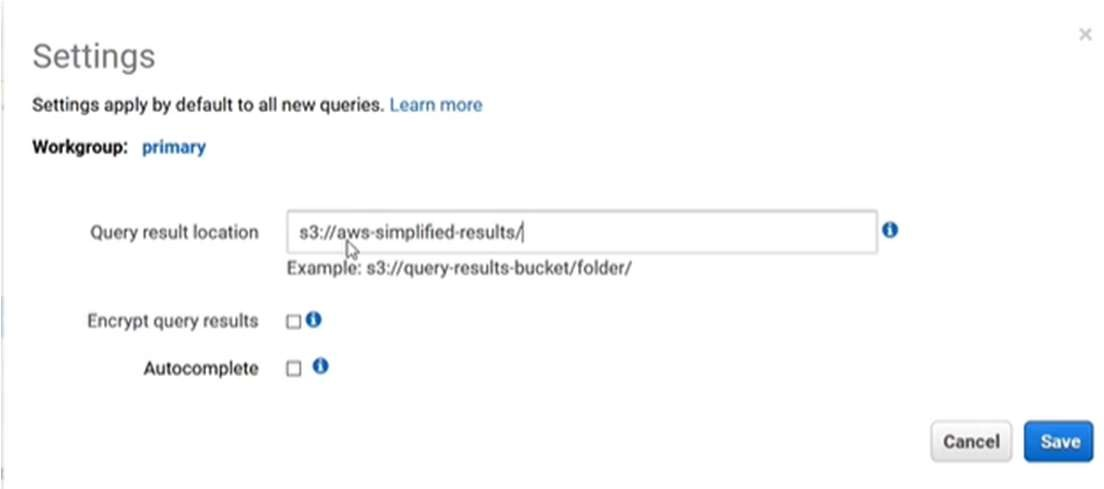 Settings
Settings apply by default to all new queries. Learn more
Workgroup: primary
Query result location s3://aws-simplified-results/
Example: s3://query-results-bucket/folder/
Encrypt query results
Autocomplete
Cancel Save